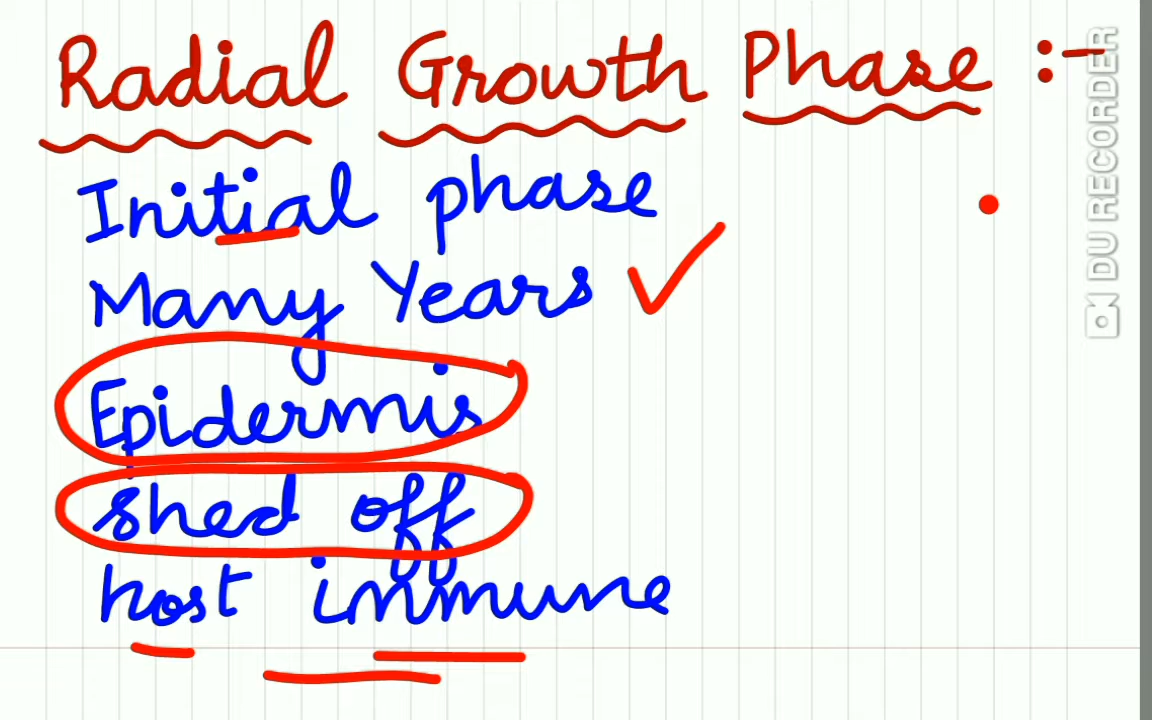 Radial Growth Phase :-
Initial phase
Many Years ✓
Epidermis
shed off
host immune
DU RECORDER